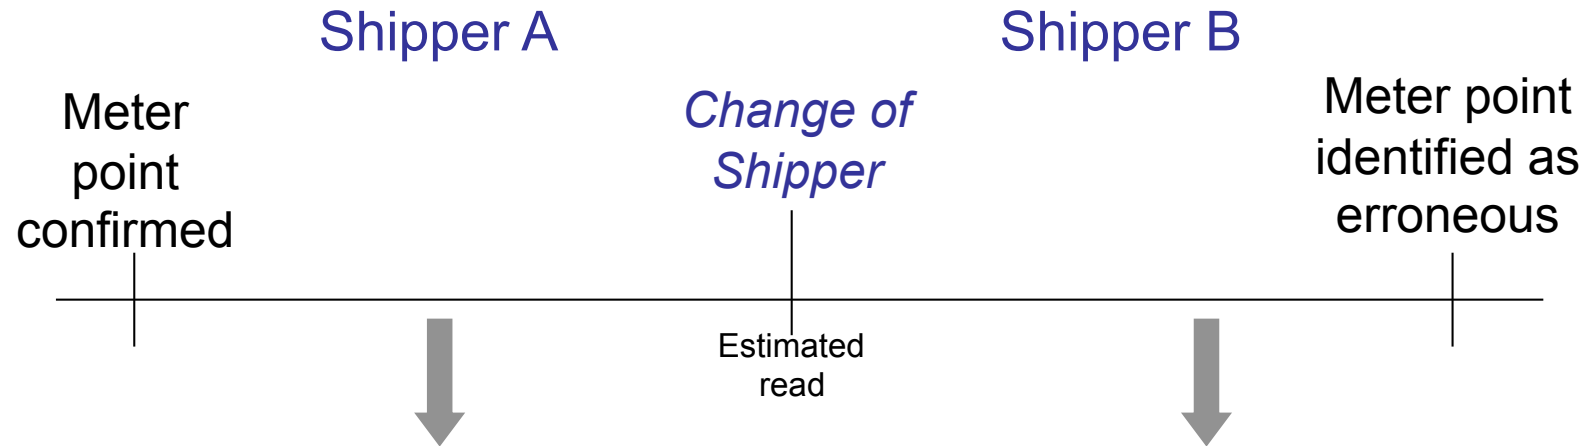 Shipper A
Shipper B
Meter
point
confirmed
Change of
Shipper
Meter point
identified as
erroneous
Estimated
read